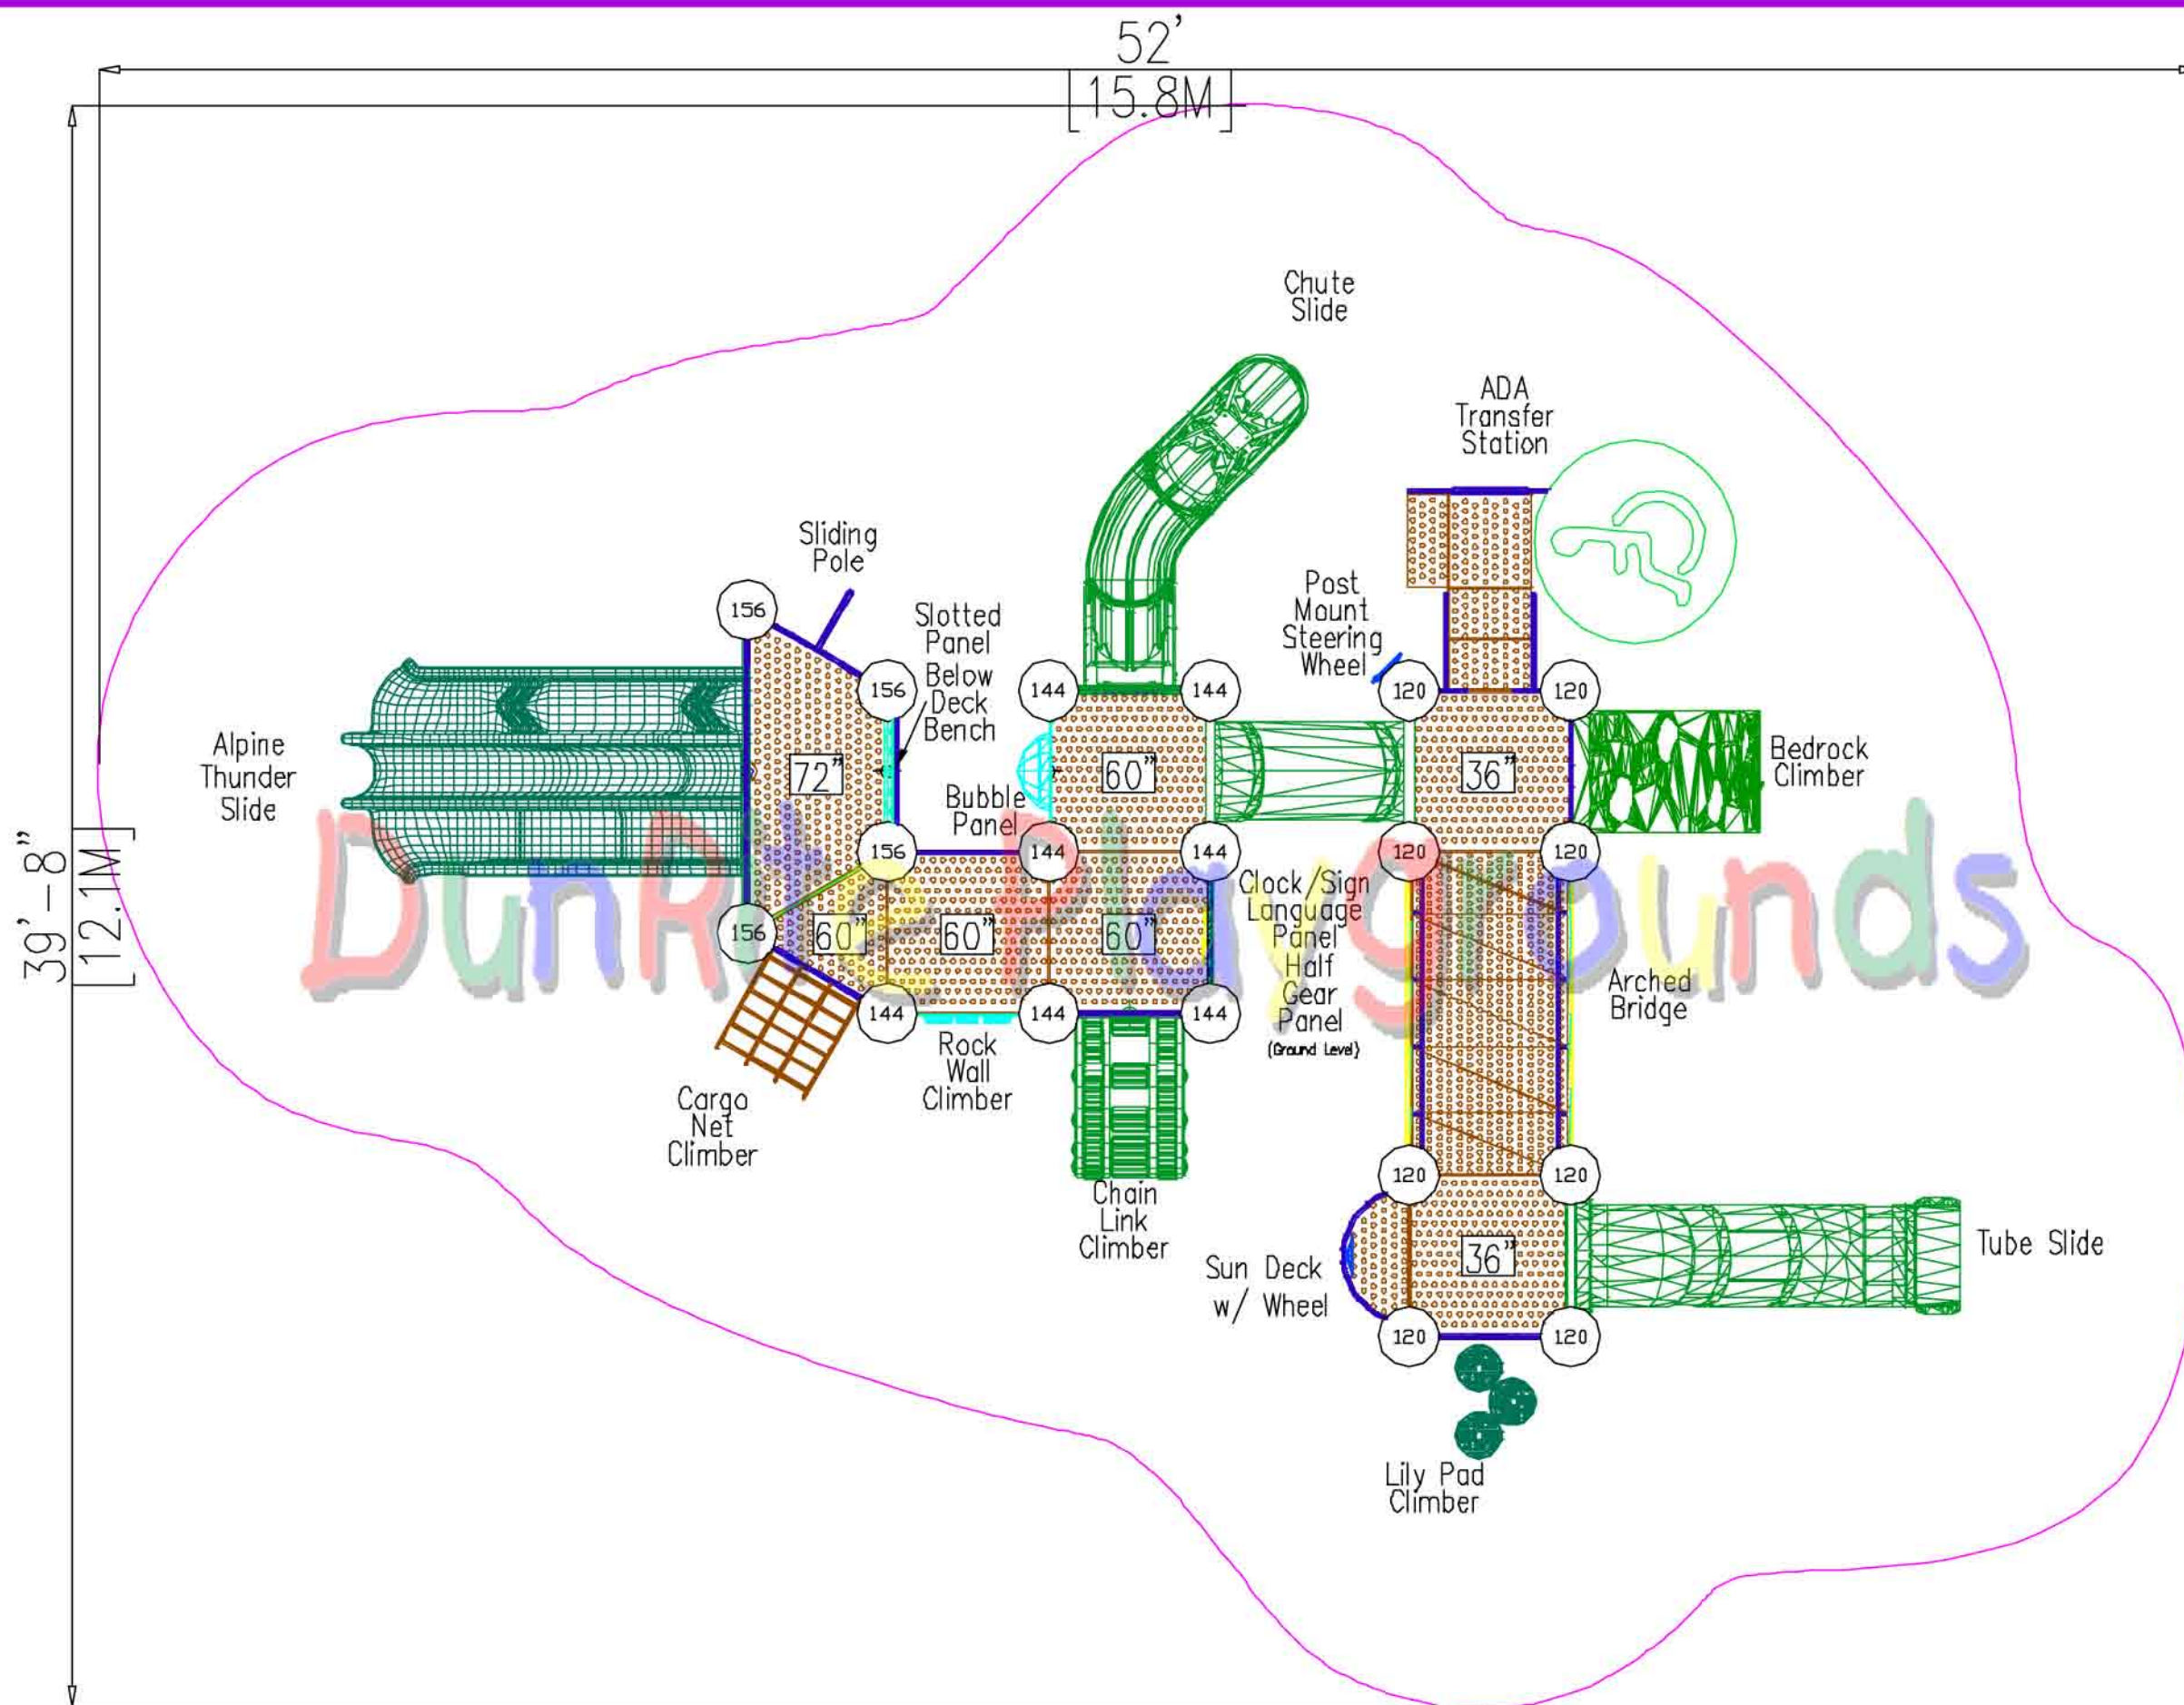 52'
[15.8M]
39'-8"
[12.1M]
Chute
Slide
ADA
Transfer
Station
Sliding
Pole
Slotted
Panel
Below
Deck
Bench
Post
Mount
Steering
Wheel
156
156
144
144
120
120
Alpine
Thunder
Slide
72"
60"
36"
Bedrock
Climber
Bubble
Panel
156
144
144
120
120
DunRite Playgrounds
Clock/Sign
Language
Panel
Half
Gear
Panel
(Ground Level)
156
60"
60"
60"
Arched
Bridge
144
144
144
Rock
Wall
Climber
Cargo
Net
Climber
Chain
Link
Climber
120
120
Sun Deck
w/ Wheel
36"
Tube Slide
120
120
Lily Pad
Climber